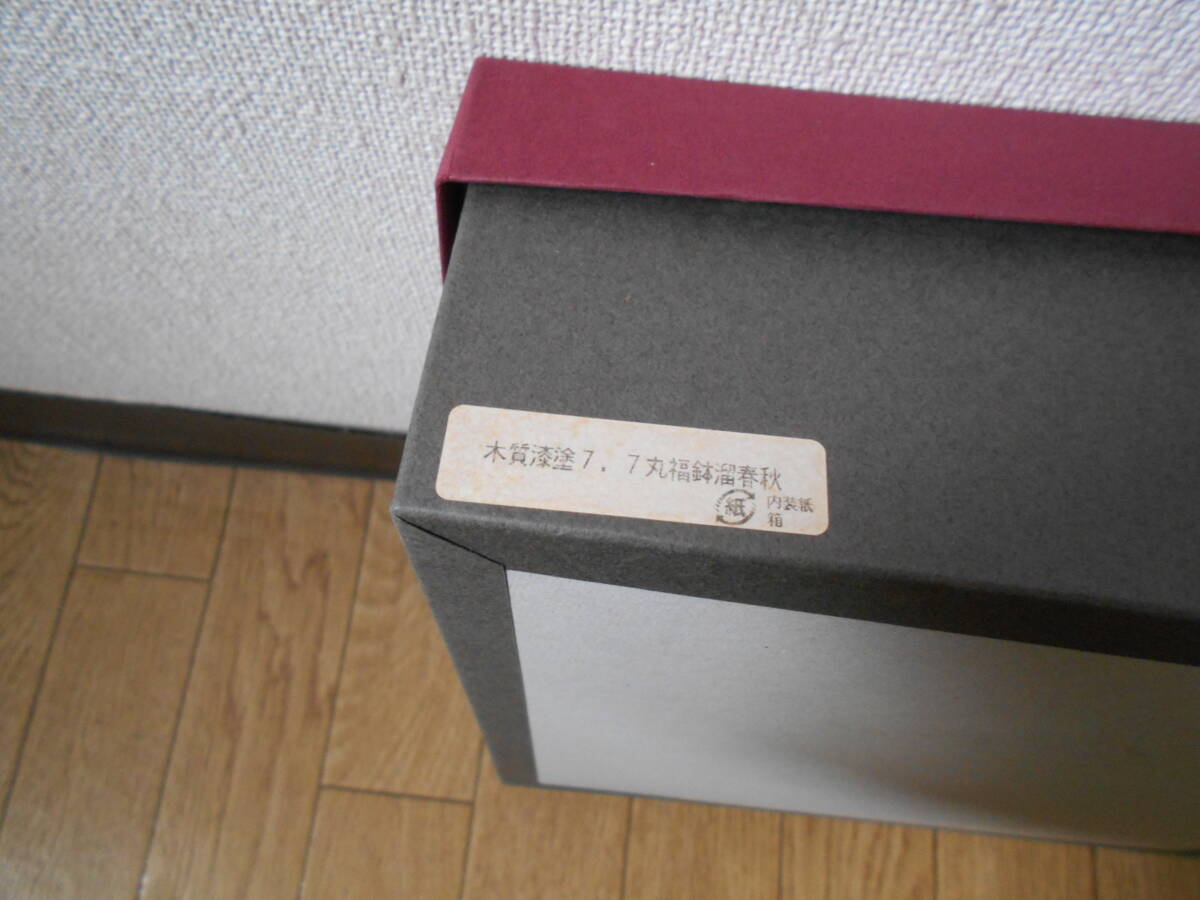 木質漆塗７．７丸福鉢溜春秋
紙 内装紙
箱